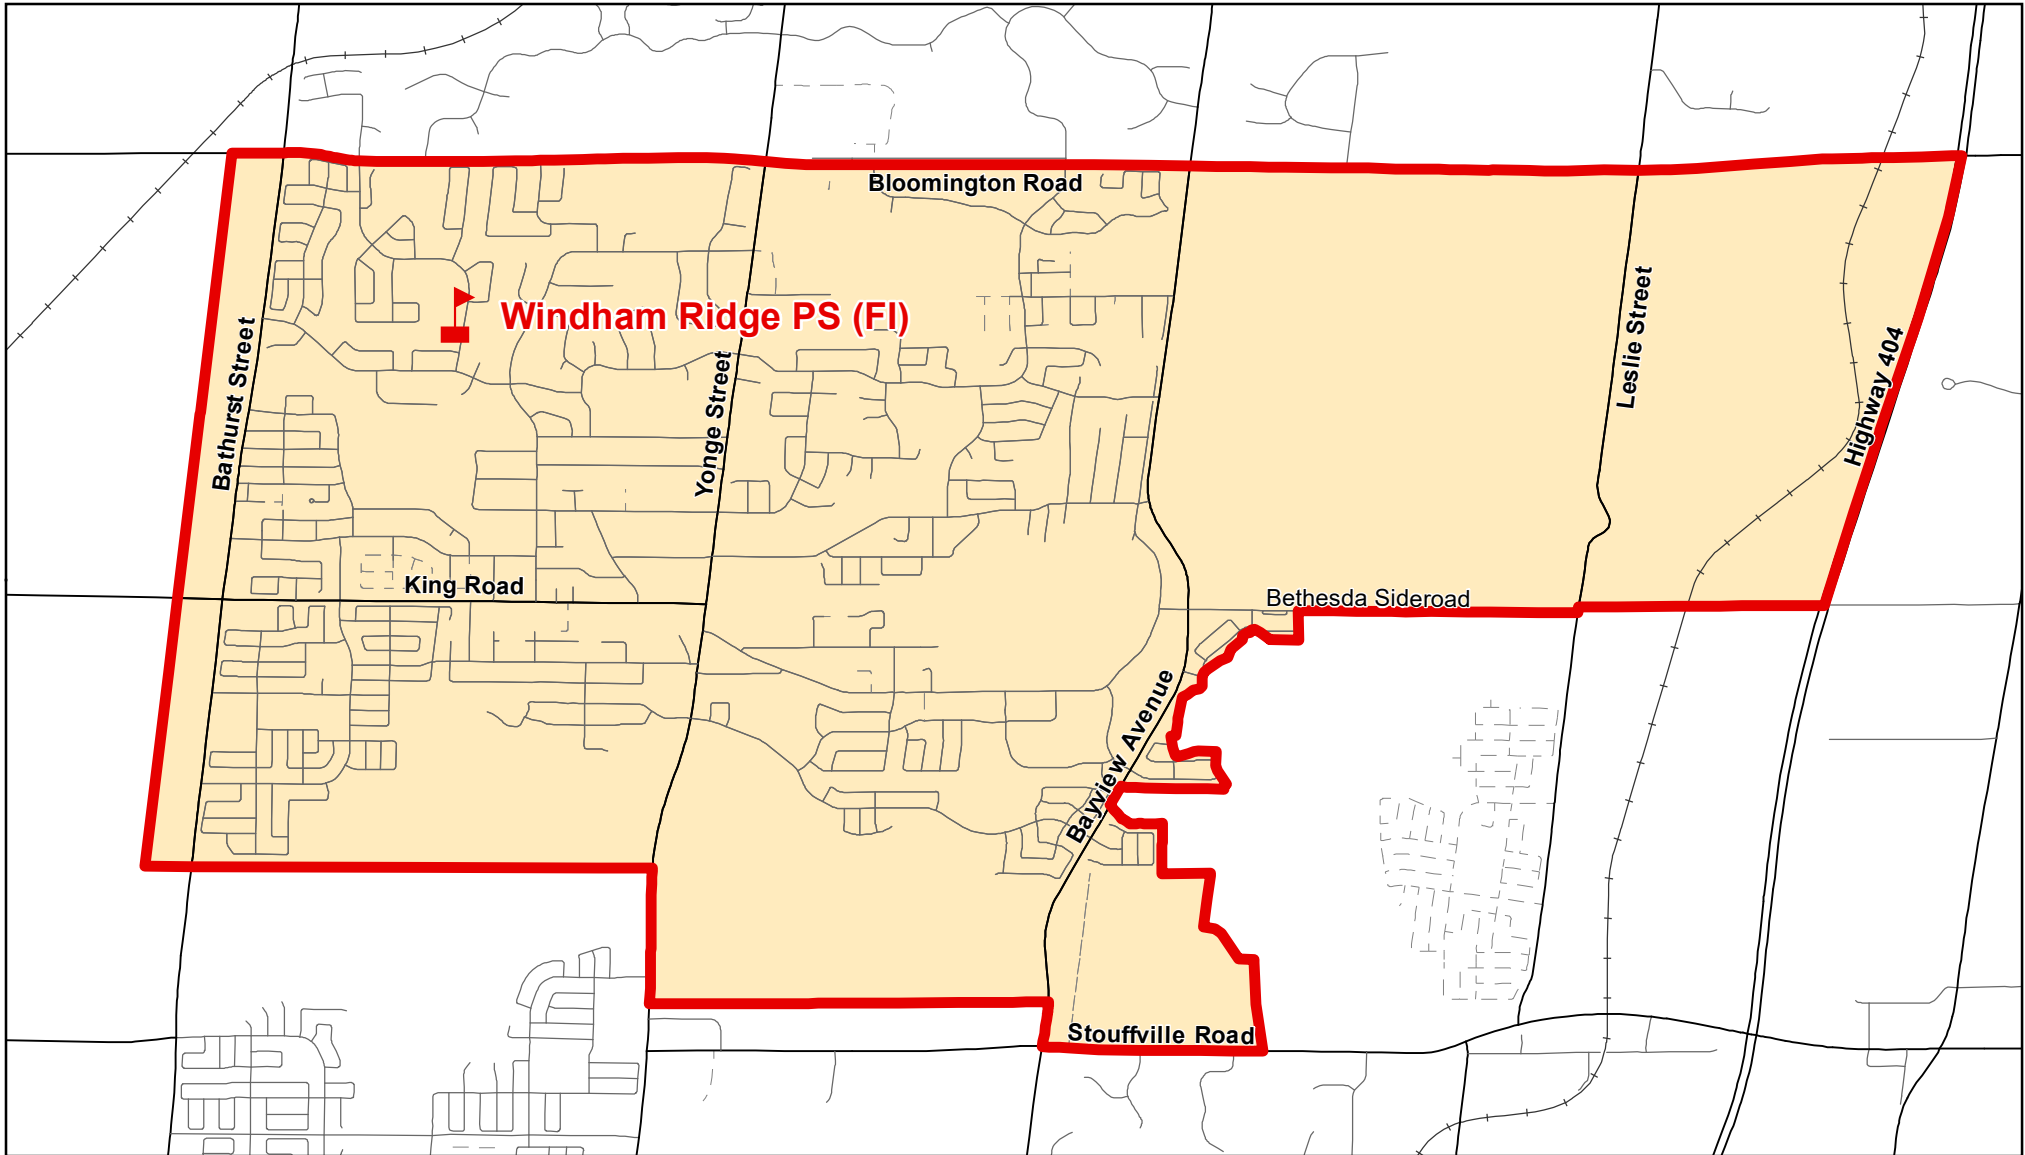 Bloomington Road
Windham Ridge PS (FI)
Bathurst Street
Yonge Street
Leslie Street
Highway 404
King Road
Bethesda Sideroad
Bayview Avenue
Stouffville Road